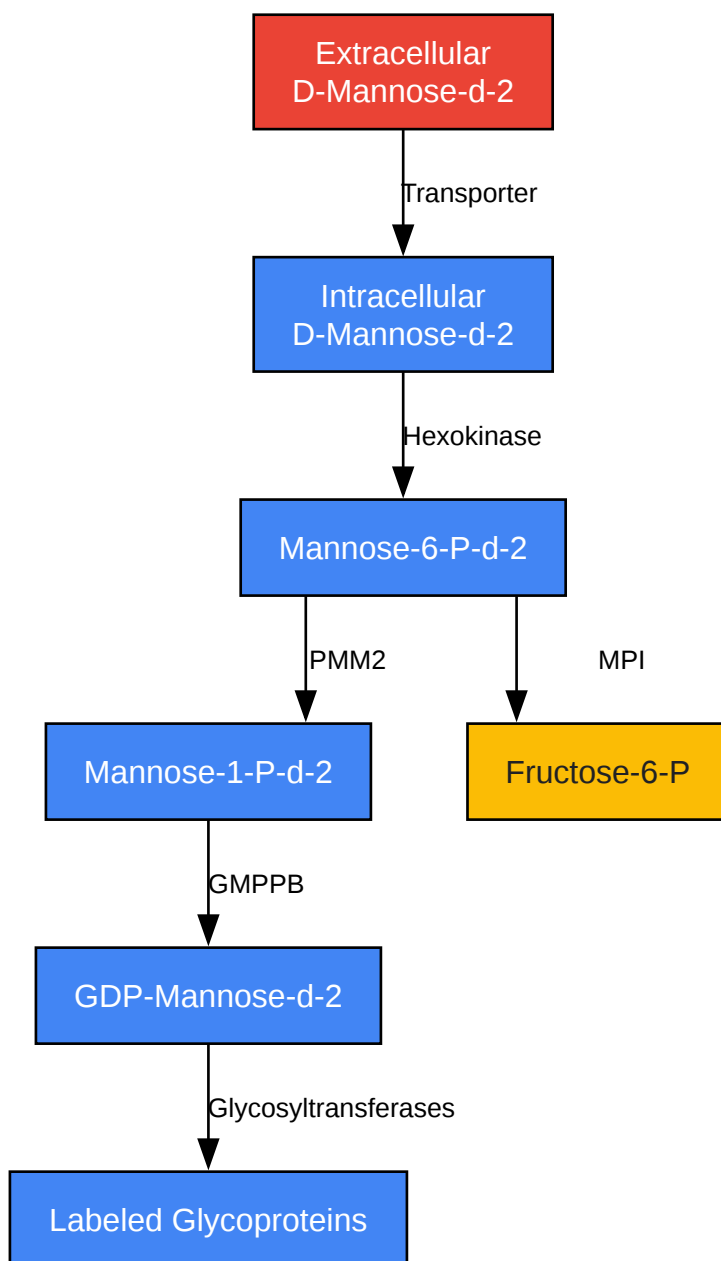 Extracellular
D-Mannose-d-2
Transporter
Intracellular
D-Mannose-d-2
Hexokinase
Mannose-6-P-d-2
PMM2
MPI
Mannose-1-P-d-2
Fructose-6-P
GMPPB
GDP-Mannose-d-2
Glycosyltransferases
Labeled Glycoproteins